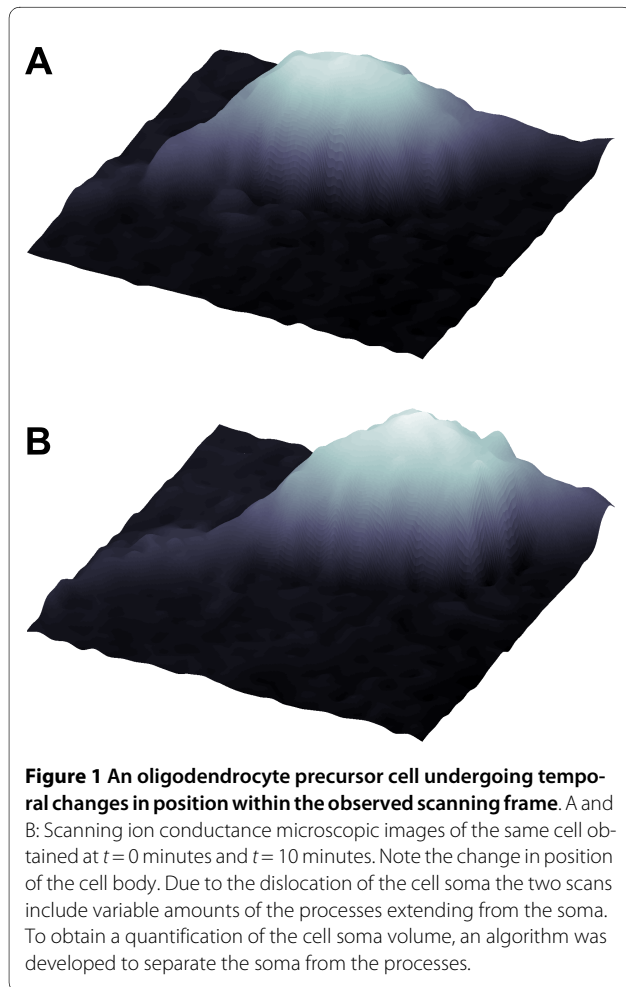 A
B
Figure 1 An oligodendrocyte precursor cell undergoing tempo-
ral changes in position within the observed scanning frame. A and
B: Scanning ion conductance microscopic images of the same cell ob-
tained at t = 0 minutes and t = 10 minutes. Note the change in position
of the cell body. Due to the dislocation of the cell soma the two scans
include variable amounts of the processes extending from the soma.
To obtain a quantification of the cell soma volume, an algorithm was
developed to separate the soma from the processes.